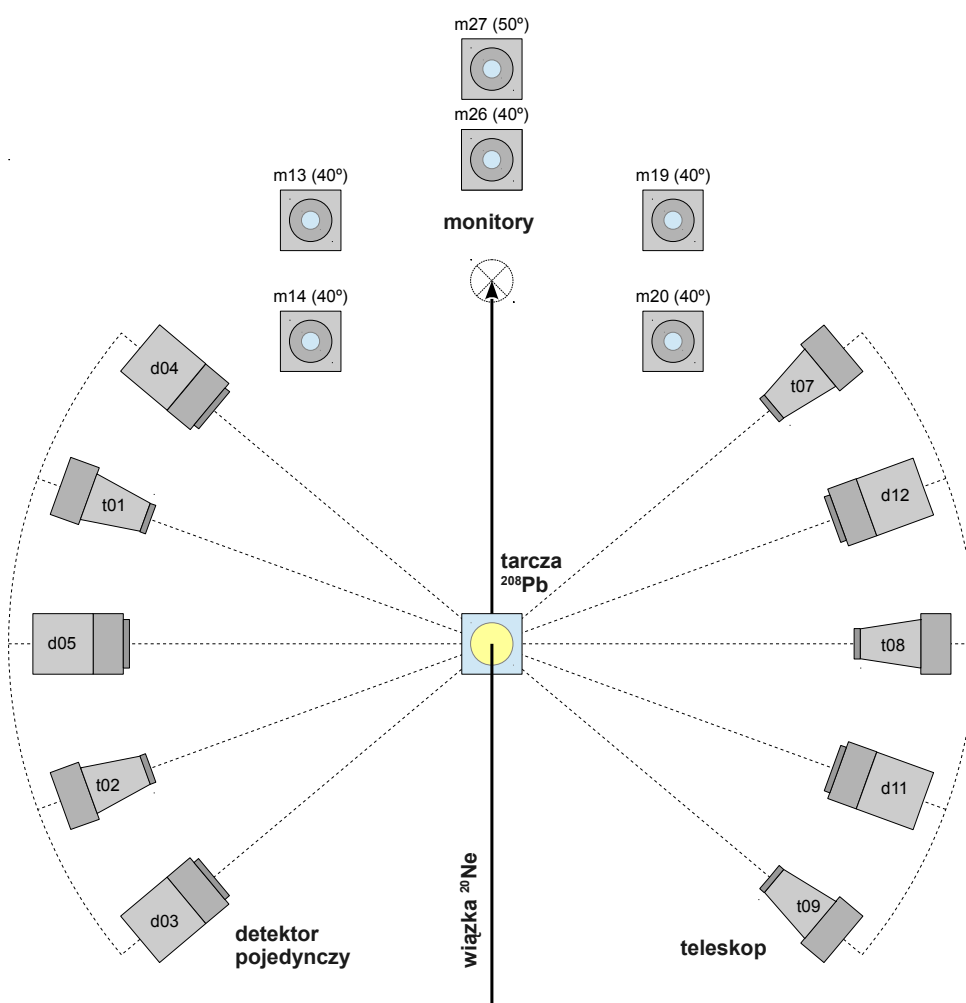 m27 (50º)
m26 (40º)
m13 (40º)
m19 (40º)
monitory
m14 (40º)
m20 (40º)
d04
t07
t01
d12
tarcza
²⁰⁸Pb
d05
t08
t02
d11
wiązka ²⁰Ne
d03
t09
detektor
pojedynczy
teleskop